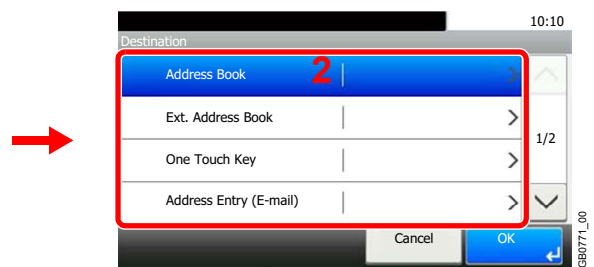 10:10
Destination
Address Book 2
Ext. Address Book
1/2
One Touch Key
Address Entry (E-mail)
Cancel OK
GB0771_00